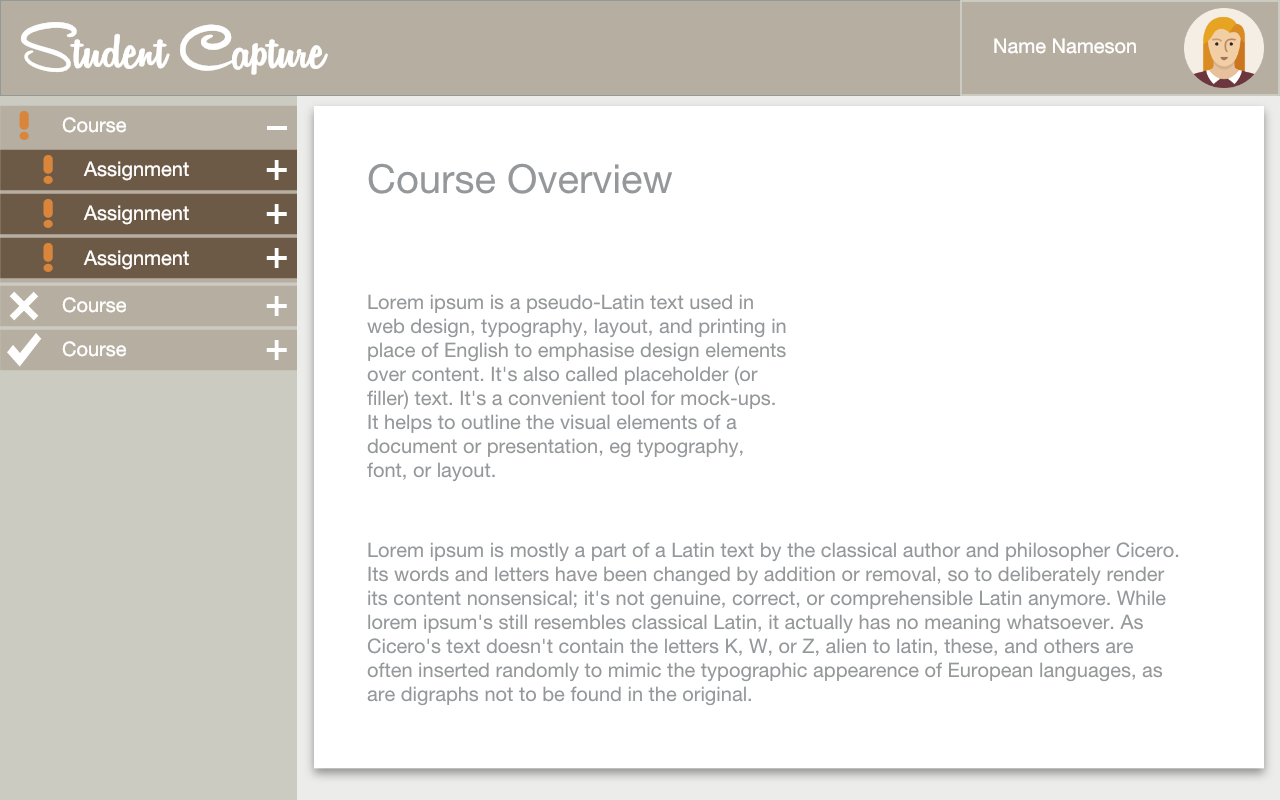 Student Capture
Name Nameson
Course
Assignment
Assignment
Assignment
Course
Course
Course Overview
Lorem ipsum is a pseudo-Latin text used in
web design, typography, layout, and printing in
place of English to emphasise design elements
over content. It's also called placeholder (or
filler) text. It's a convenient tool for mock-ups.
It helps to outline the visual elements of a
document or presentation, eg typography,
font, or layout.
Lorem ipsum is mostly a part of a Latin text by the classical author and philosopher Cicero.
Its words and letters have been changed by addition or removal, so to deliberately render
its content nonsensical; it's not genuine, correct, or comprehensible Latin anymore. While
lorem ipsum's still resembles classical Latin, it actually has no meaning whatsoever. As
Cicero's text doesn't contain the letters K, W, or Z, alien to latin, these, and others are
often inserted randomly to mimic the typographic appearence of European languages, as
are digraphs not to be found in the original.